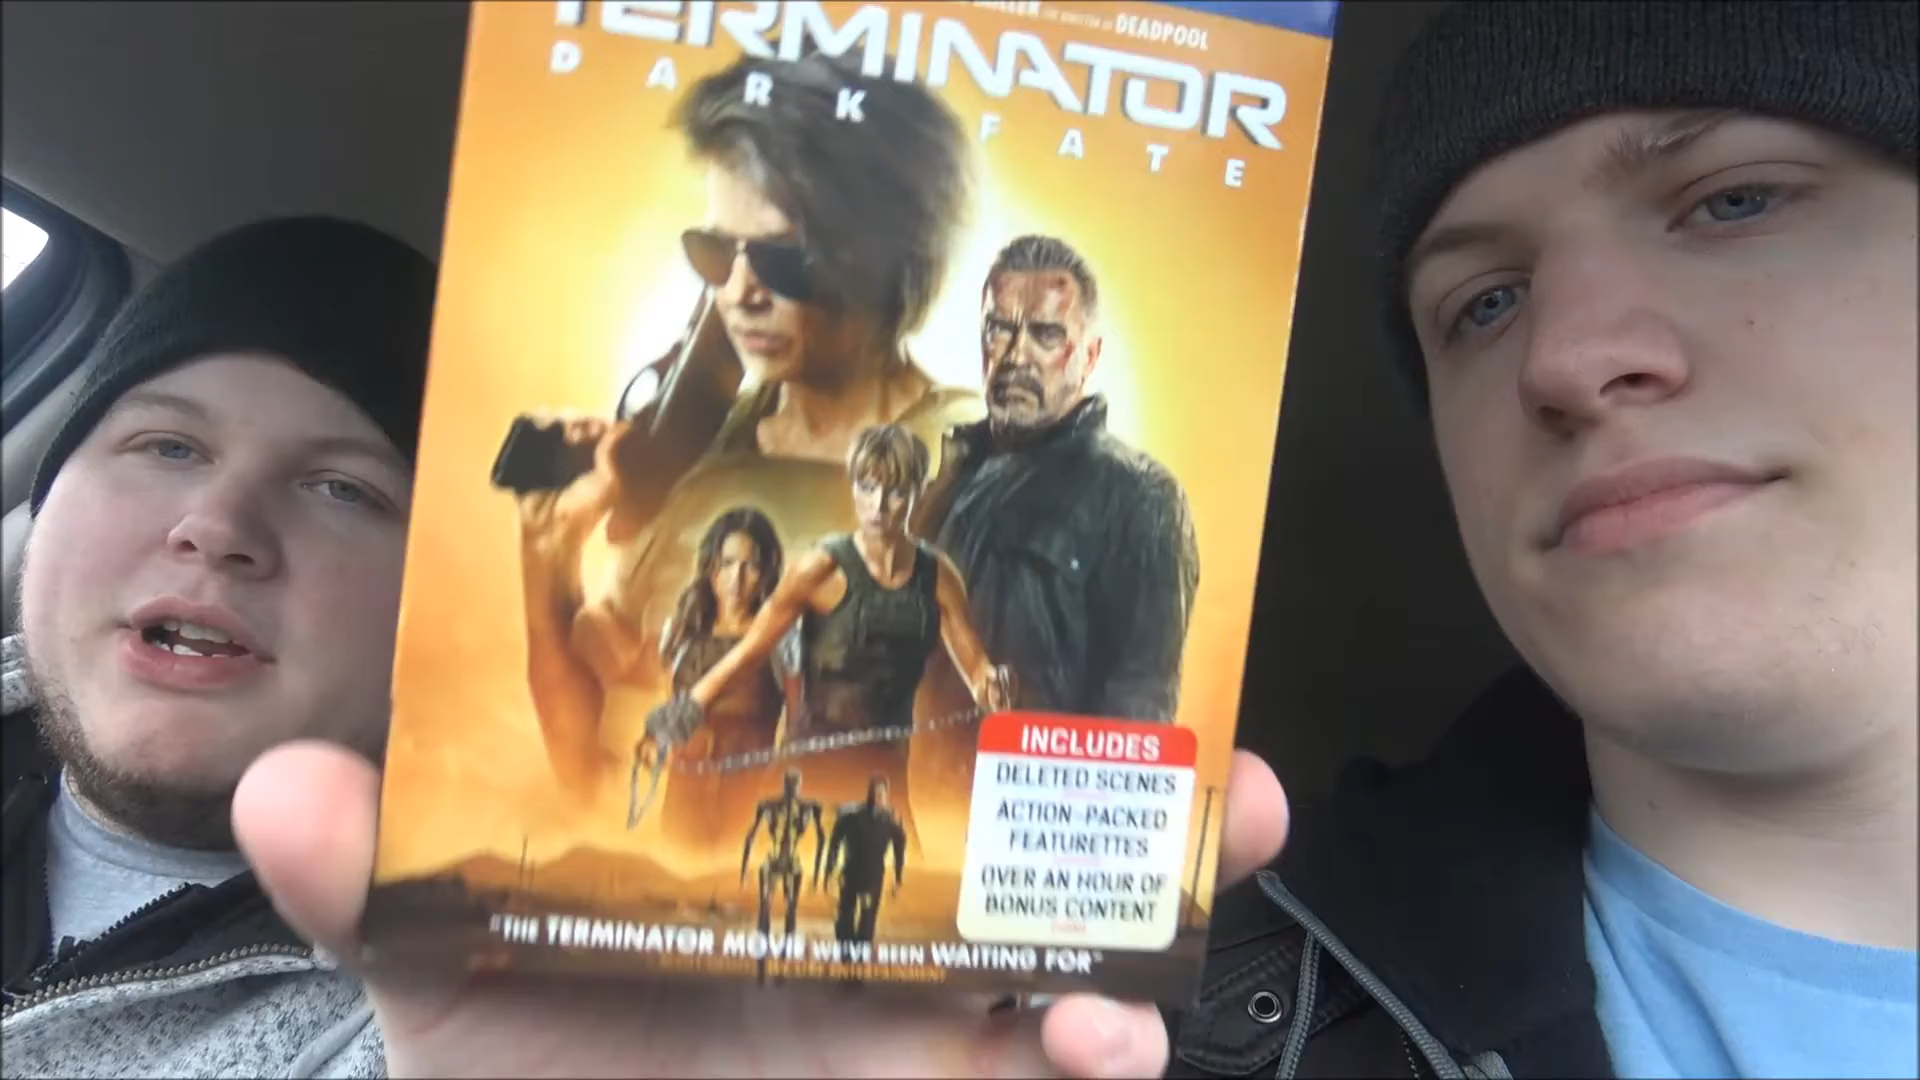 DEADPOOL
TERMINATOR
DARK FATE
INCLUDES
DELETED SCENES
ACTION-PACKED
FEATURETTES
OVER AN HOUR OF
BONUS CONTENT
"THE TERMINATOR MOVIE WE'VE BEEN WAITING FOR"